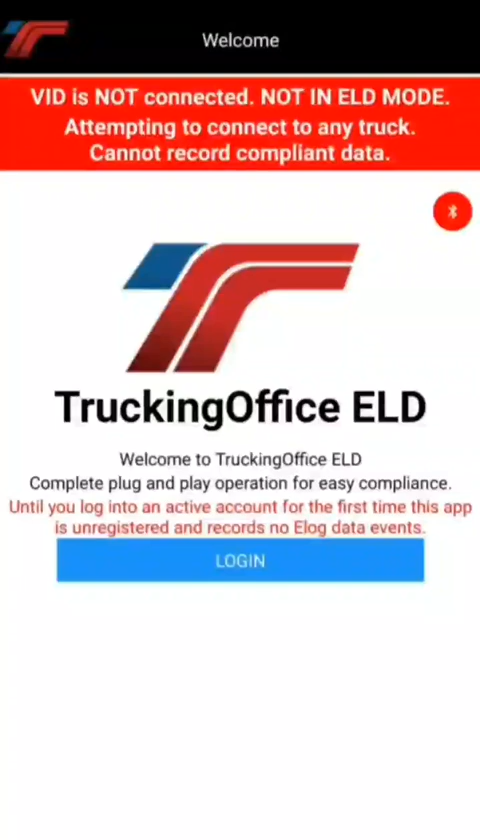 Welcome
VID is NOT connected. NOT IN ELD MODE.
Attempting to connect to any truck.
Cannot record compliant data.
TruckingOffice ELD
Welcome to TruckingOffice ELD
Complete plug and play operation for easy compliance.
Until you log into an active account for the first time this app
is unregistered and records no Elog data events.
LOGIN